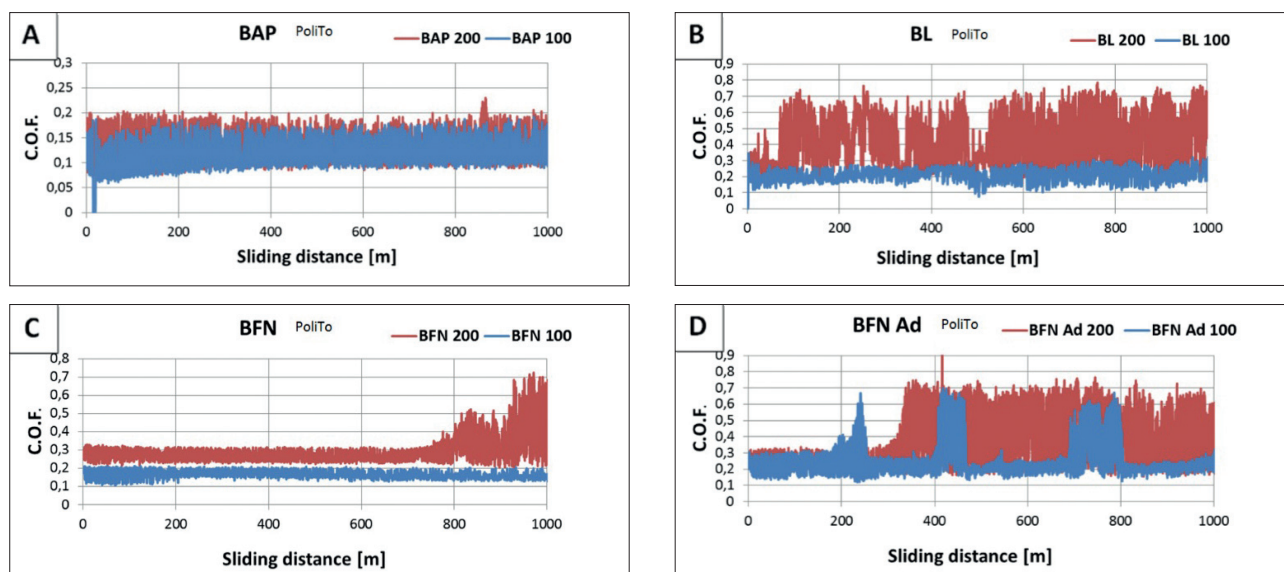 A
BAP PoliTo
BAP 200 BAP 100
0,3
0,25
0,2
0,15
0,1
0,05
0
C.O.F.
0 200 400 600 800 1000
Sliding distance [m]
B
BL PoliTo
BL 200 BL 100
0,9
0,8
0,7
0,6
0,5
0,4
0,3
0,2
0,1
0
C.O.F.
0 200 400 600 800 1000
Sliding distance [m]
C
BFN PoliTo
BFN 200 BFN 100
0,8
0,7
0,6
0,5
0,4
0,3
0,2
0,1
0
C.O.F.
0 200 400 600 800 1000
Sliding distance [m]
D
BFN Ad PoliTo
BFN Ad 200 BFN Ad 100
0,9
0,8
0,7
0,6
0,5
0,4
0,3
0,2
0,1
0
C.O.F.
0 200 400 600 800 1000
Sliding distance [m]